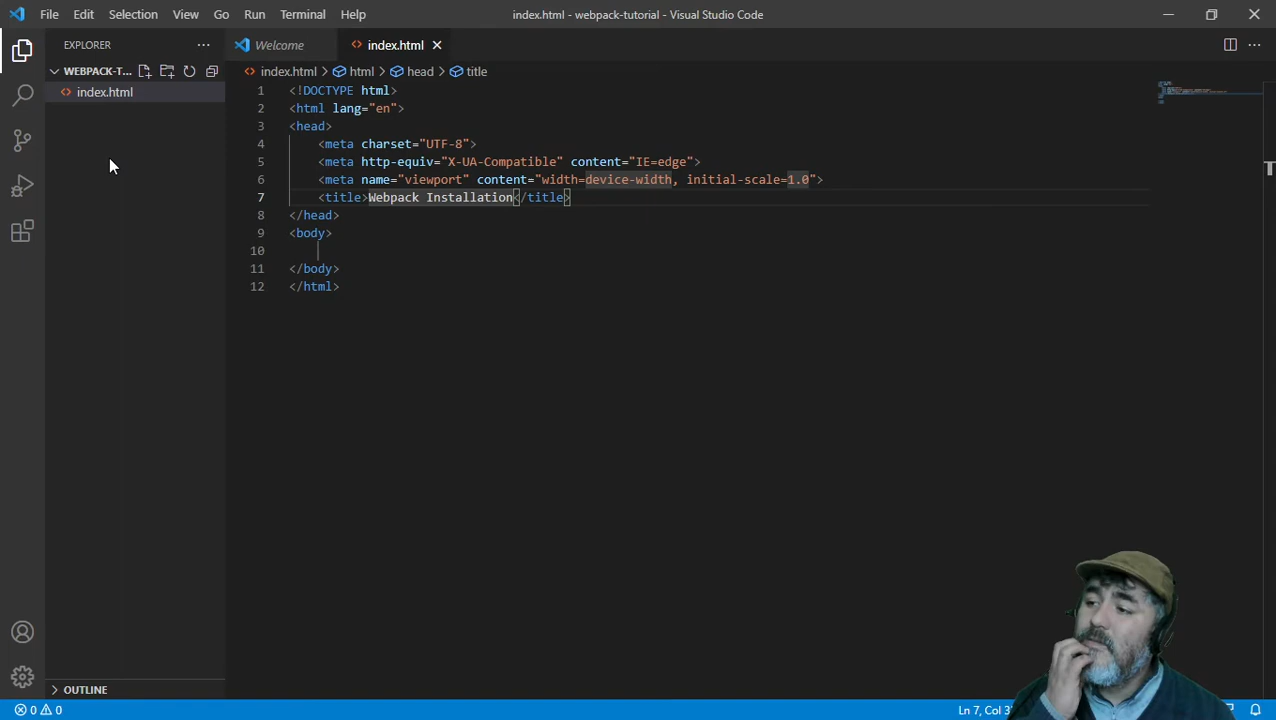 File Edit Selection View Go Run Terminal Help
index.html - webpack-tutorial - Visual Studio Code
EXPLORER
WEBPACK-T...
index.html
OUTLINE
Welcome
index.html
index.html > html > head > title
1 <!DOCTYPE html>
2 <html lang="en">
3 <head>
4 <meta charset="UTF-8">
5 <meta http-equiv="X-UA-Compatible" content="IE=edge">
6 <meta name="viewport" content="width=device-width, initial-scale=1.0">
7 <title>Webpack Installation</title>
8 </head>
9 <body>
10
11 </body>
12 </html>
0 0
Ln 7, Col